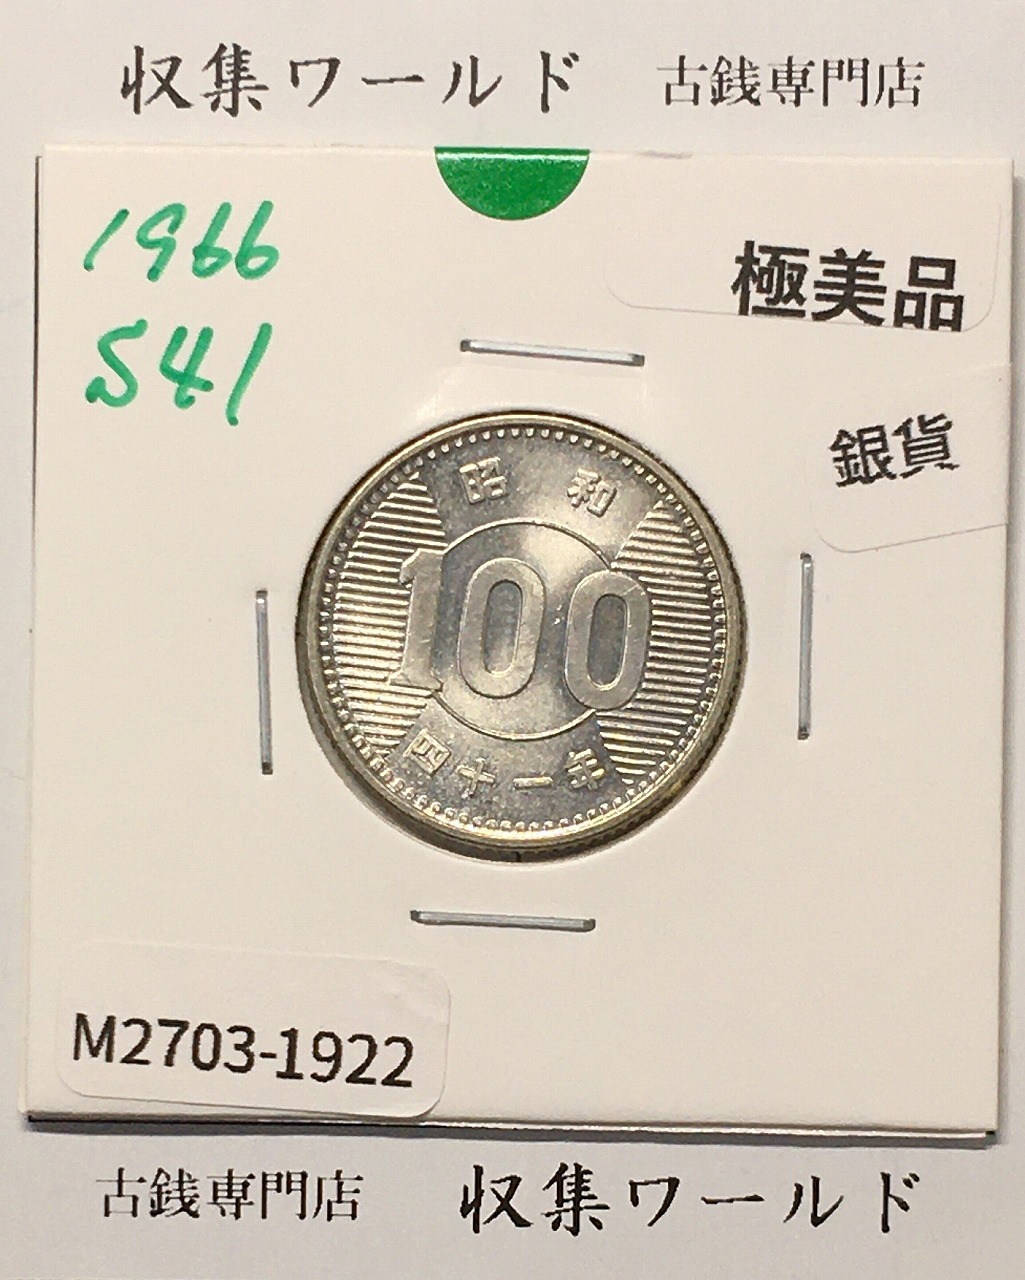 収集ワールド 古銭専門店
1966
S41
極美品
銀貨
昭和
100
四十一年
M2703-1922
古銭専門店 収集ワールド